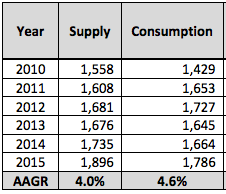 Year Supply Consumption
2010 1,558 1,429
2011 1,608 1,653
2012 1,681 1,727
2013 1,676 1,645
2014 1,735 1,664
2015 1,896 1,786
AAGR 4.0% 4.6%